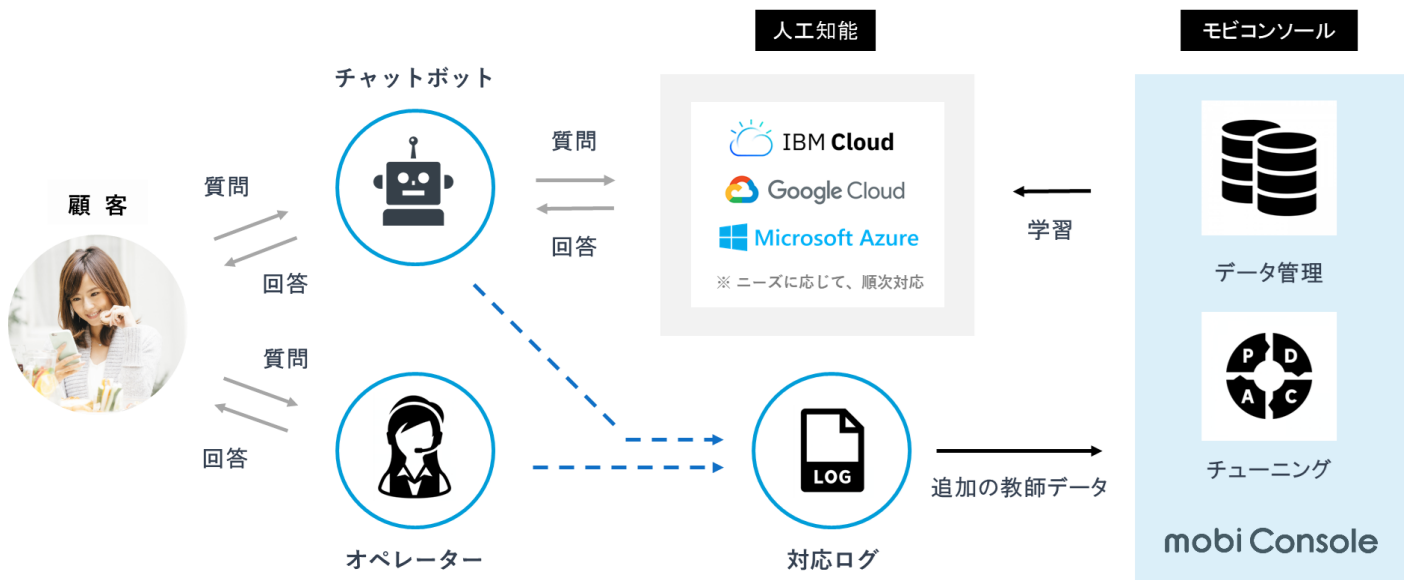 人工知能
モビコンソール
チャットボット
顧 客
質問
回答
質問
回答
IBM Cloud
Google Cloud
Microsoft Azure
※ ニーズに応じて、順次対応
学習
データ管理
P D
A C
チューニング
mobi Console
質問
回答
オペレーター
LOG
対応ログ
追加の教師データ